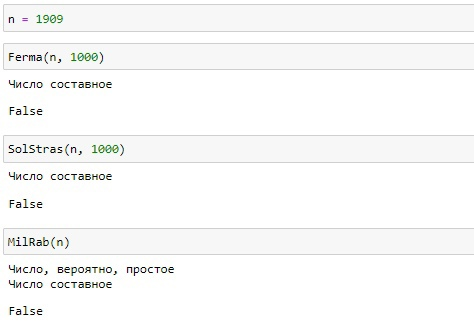 n = 1909
Ferma(n, 1000)
Число составное
False
SolStras(n, 1000)
Число составное
False
MilRab(n)
Число, вероятно, простое
Число составное
False